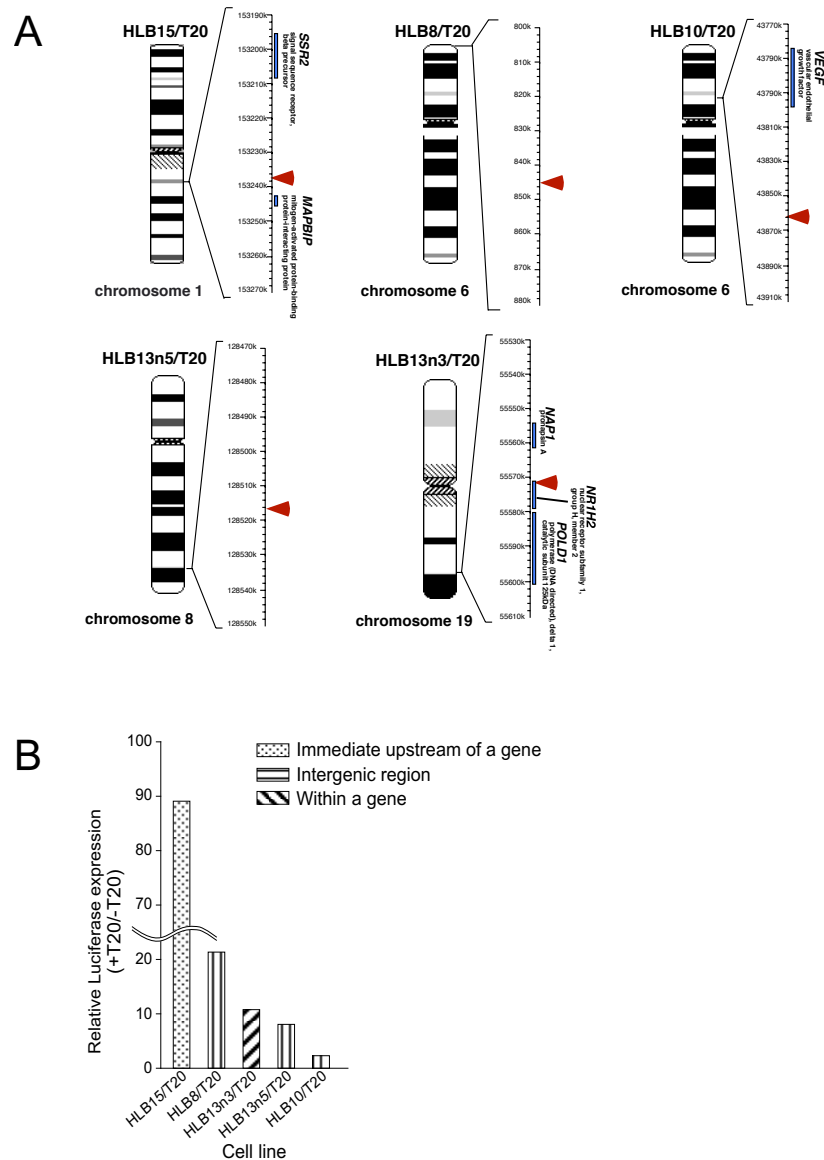 A
HLB15/T20
153190k
153200k
153210k
153220k
153230k
153240k
153250k
153260k
153270k
SSR2
signal sequence receptor,
beta precursor
MAPBIP
mitogen-activated protein-binding
protein-interacting protein
chromosome 1
HLB8/T20
800k
810k
820k
830k
840k
850k
860k
870k
880k
chromosome 6
HLB10/T20
43770k
43790k
43810k
43830k
43850k
43870k
43890k
43910k
VEGF
vascular endothelial
growth factor
chromosome 6
HLB13n5/T20
128470k
128480k
128490k
128500k
128510k
128520k
128530k
128540k
128550k
chromosome 8
HLB13n3/T20
55530k
55540k
55550k
55560k
55570k
55580k
55590k
55600k
55610k
NAP1
pronapsin A
NR1H2
nuclear receptor subfamily 1,
group H, member 2
POLD1
polymerase (DNA directed), delta 1,
catalytic subunit 125kDa
chromosome 19
B
Relative Luciferase expression
(+T20/-T20)
100
90
80
70
20
10
0
Immediate upstream of a gene
Intergenic region
Within a gene
HLB15/T20
HLB8/T20
HLB13n3/T20
HLB13n5/T20
HLB10/T20
Cell line